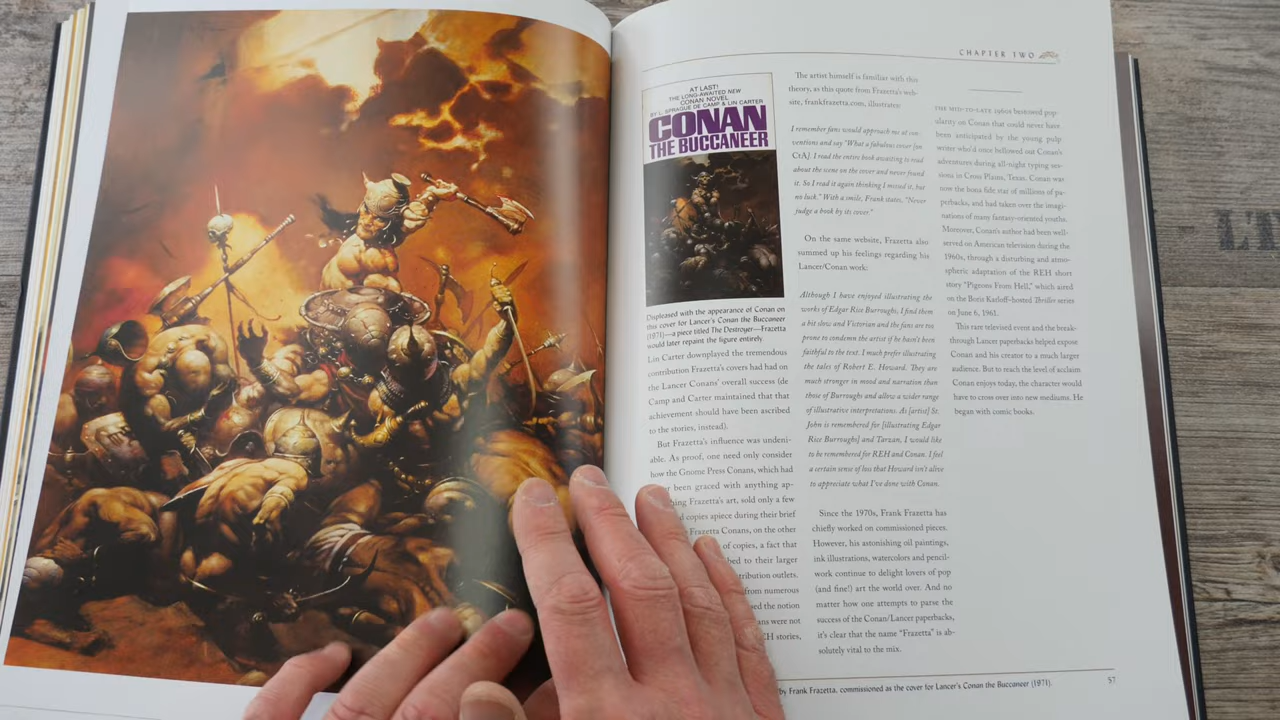 CHAPTER TWO
AT LAST!
THE LONG-AWAITED NEW
CONAN NOVEL
BY L. SPRAGUE DE CAMP & LIN CARTER
CONAN
THE BUCCANEER
Displeased with the appearance of Conan on
this cover for Lancer's Conan the Buccaneer
(1971)—a piece titled The Destroyer—Frazetta
would later repaint the figure entirely.
Lin Carter downplayed the tremendous
contribution Frazetta's covers had had on
the Lancer Conans' overall success (de
Camp and Carter maintained that that
achievement should have been ascribed
to the stories, instead).
But Frazetta's influence was undeni-
able. As proof, one need only consider
how the Gnome Press Conans, which had
been graced with anything ap-
Frazetta's art, sold only a few
copies apiece during their brief
Frazetta Conans, on the other
of copies, a fact that
to their larger
outlets.
from numerous
the notion
were not
stories,
The artist himself is familiar with this
theory, as this quote from Frazetta's web-
site, frankfrazetta.com, illustrates:
I remember fans would approach me at con-
ventions and say "What a fabulous cover [on
CtA]. I read the entire book awaiting to read
about the scene on the cover and never found
it. So I read it again thinking I missed it, but
no luck." With a smile, Frank states, "Never
judge a book by its cover"
On the same website, Frazetta also
summed up his feelings regarding his
Lancer/Conan work:
Although I have enjoyed illustrating the
works of Edgar Rice Burroughs, I find them
a bit slow and Victorian and the fans are too
prone to condemn the artist if he hasn't been
faithful to the text. I much prefer illustrating
the tales of Robert E. Howard. They are
much stronger in mood and narration than
those of Burroughs and allow a wider range
of illustrative interpretations. As [artist] St.
John is remembered for [illustrating Edgar
Rice Burroughs] and Tarzan, I would like
to be remembered for REH and Conan. I feel
a certain sense of loss that Howard isn't alive
to appreciate what I've done with Conan.
Since the 1970s, Frank Frazetta has
chiefly worked on commissioned pieces.
However, his astonishing oil paintings,
ink illustrations, watercolors and pencil-
work continue to delight lovers of pop
(and fine!) art the world over. And no
matter how one attempts to parse the
success of the Conan/Lancer paperbacks,
it's clear that the name "Frazetta" is ab-
solutely vital to the mix.
THE MID-TO-LATE 1960s bestowed pop-
ularity on Conan that could never have
been anticipated by the young pulp
writer who'd once bellowed out Conan's
adventures during all-night typing ses-
sions in Cross Plains, Texas. Conan was
now the bona fide star of millions of pa-
perbacks, and had taken over the imagi-
nations of many fantasy-oriented youths.
Moreover, Conan's author had been well-
served on American television during the
1960s, through a disturbing and atmo-
spheric adaptation of the REH short
story "Pigeons From Hell," which aired
on the Boris Karloff-hosted Thriller series
on June 6, 1961.
This rare televised event and the break-
through Lancer paperbacks helped expose
Conan and his creator to a much larger
audience. But to reach the level of acclaim
Conan enjoys today, the character would
have to cross over into new mediums. He
began with comic books.
by Frank Frazetta, commissioned as the cover for Lancer's Conan the Buccaneer (1971).
57